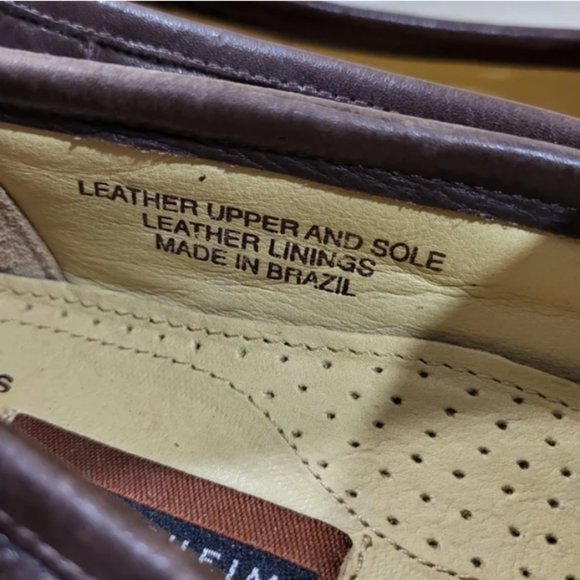 LEATHER UPPER AND SOLE
LEATHER LININGS
MADE IN BRAZIL